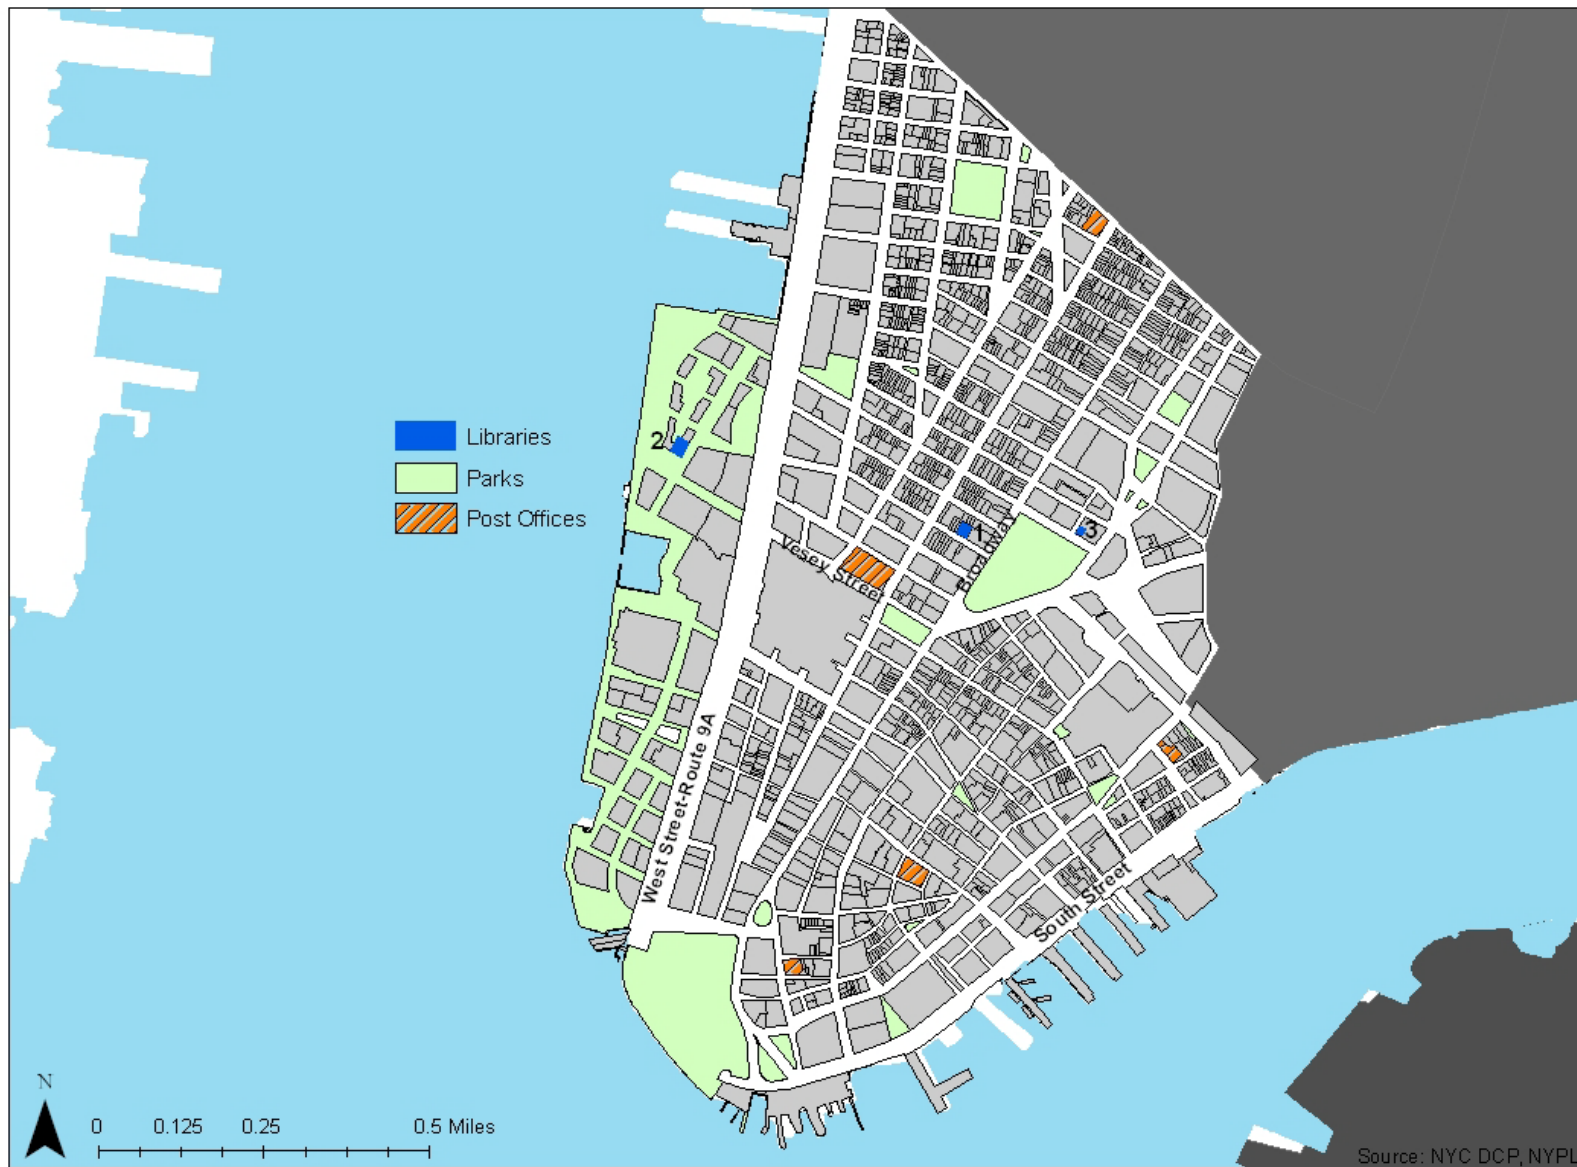 Libraries
Parks
Post Offices
2
1
3
Broadway
Vesey Street
West Street-Route 9A
South Street
N
0 0.125 0.25 0.5 Miles
Source: NYC DCP, NYPL